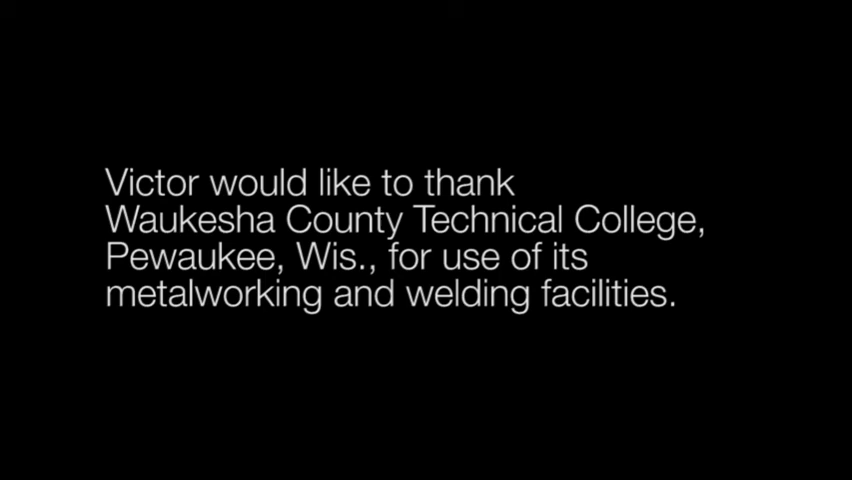 Victor would like to thank
Waukesha County Technical College,
Pewaukee, Wis., for use of its
metalworking and welding facilities.